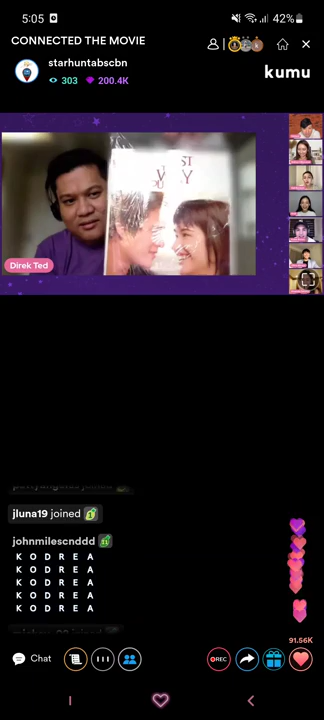 5:05
42%
CONNECTED THE MOVIE
starhuntabscbn
303
200.4K
kumu
Direk Ted
jluna19 joined
johnmilescnddd
K O D R E A
K O D R E A
K O D R E A
K O D R E A
K O D R E A
91.56K
Chat
REC